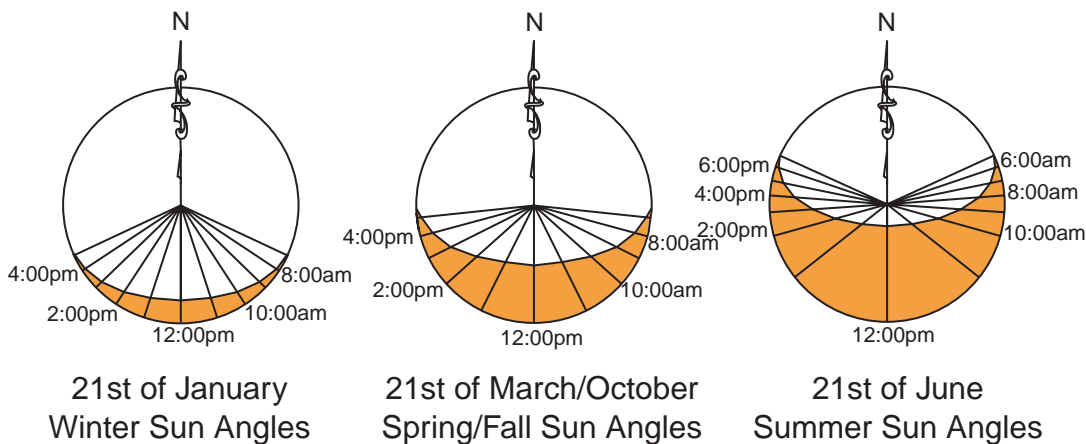 N
4:00pm
2:00pm
12:00pm
10:00am
8:00am
21st of January
Winter Sun Angles
N
4:00pm
2:00pm
12:00pm
10:00am
8:00am
21st of March/October
Spring/Fall Sun Angles
N
6:00pm
4:00pm
2:00pm
12:00pm
10:00am
8:00am
6:00am
21st of June
Summer Sun Angles